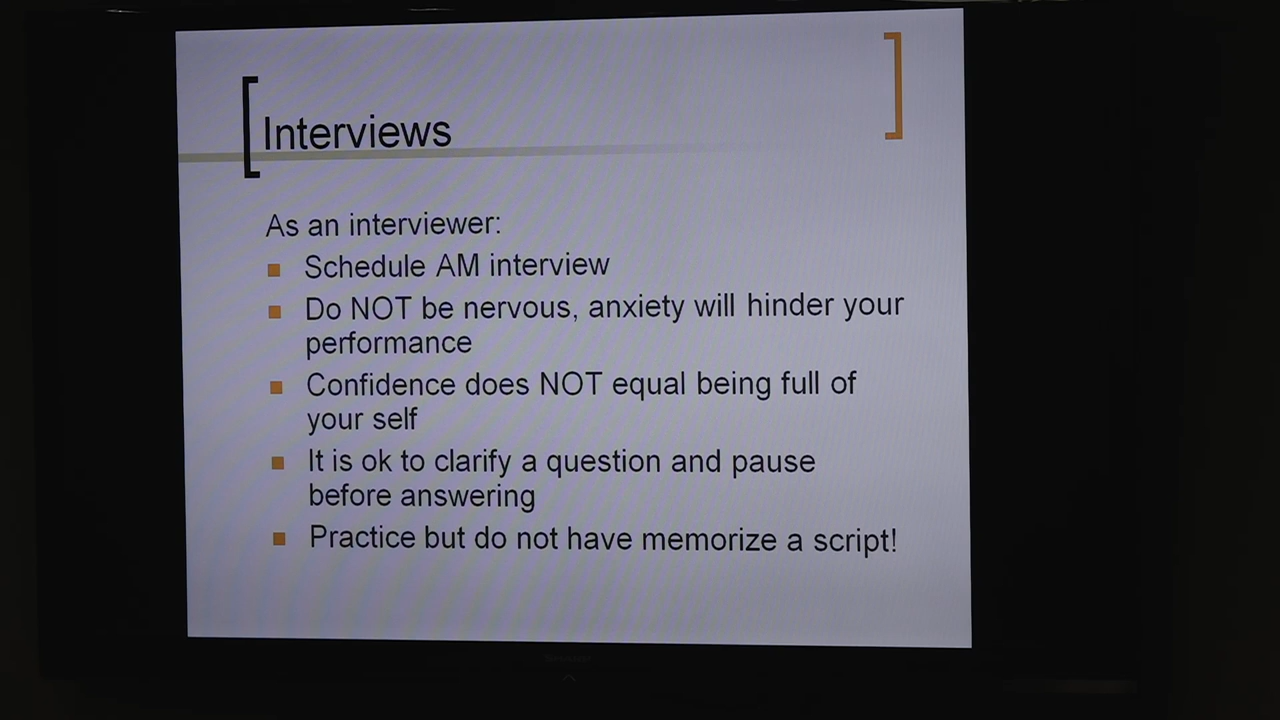 Interviews
As an interviewer:
Schedule AM interview
Do NOT be nervous, anxiety will hinder your
performance
Confidence does NOT equal being full of
your self
It is ok to clarify a question and pause
before answering
Practice but do not have memorize a script!